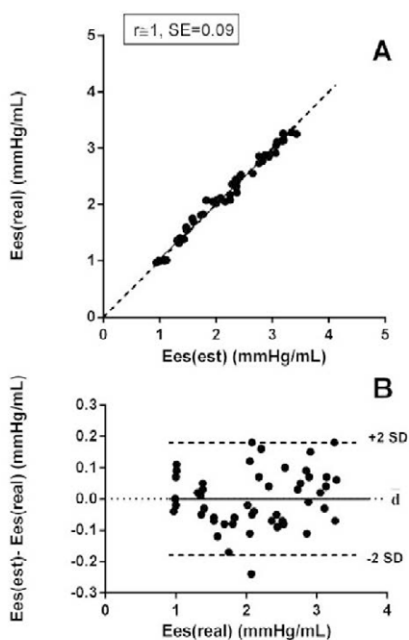 r≅1, SE=0.09
A
Ees(real) (mmHg/mL)
5
4
3
2
1
0
0 1 2 3 4 5
Ees(est) (mmHg/mL)
B
Ees(est)- Ees(real) (mmHg/mL)
0.3
0.2
0.1
0.0
-0.1
-0.2
-0.3
+2 SD
d̅
-2 SD
0 1 2 3 4
Ees(real) (mmHg/mL)